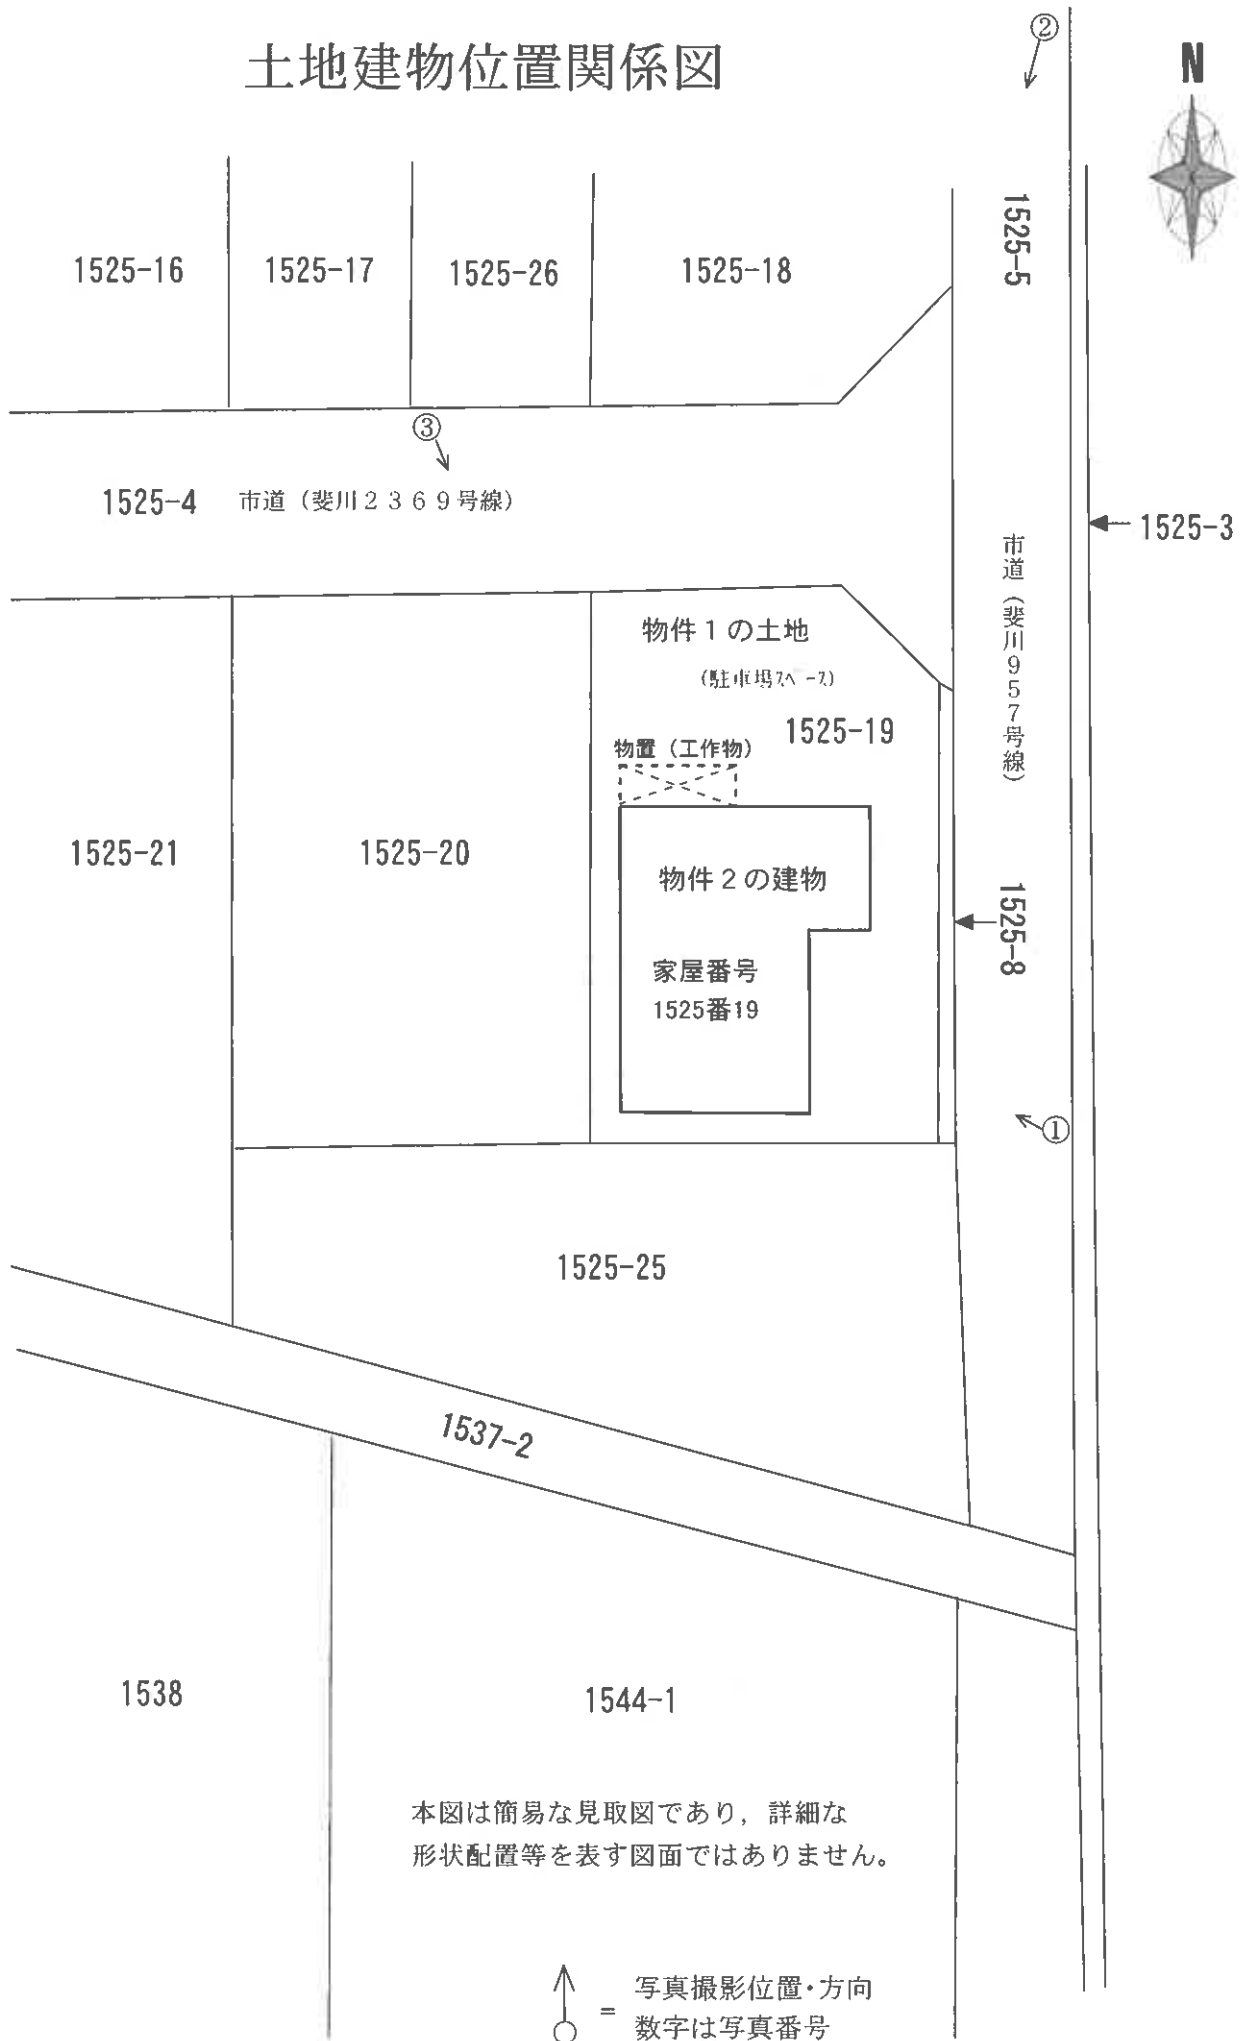 土地建物位置関係図
②
N
1525-5
1525-16
1525-17
1525-26
1525-18
③
1525-4
市道（斐川２３６９号線）
1525-3
市道（斐川９５７号線）
物件１の土地
(駐車場ｽﾍﾟｰｽ)
1525-19
物置（工作物）
1525-21
1525-20
物件２の建物
1525-8
家屋番号
1525番19
①
1525-25
1537-2
1538
1544-1
本図は簡易な見取図であり，詳細な
形状配置等を表す図面ではありません。
= 写真撮影位置・方向
数字は写真番号